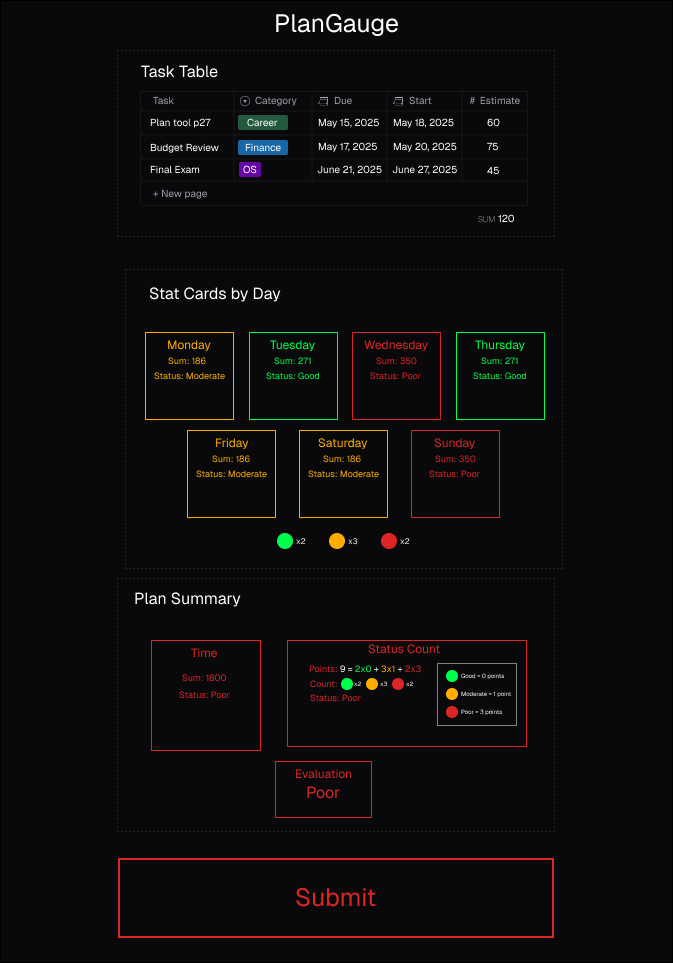 PlanGauge
Task Table
Task Category Due Start # Estimate
Plan tool p27 Career May 15, 2025 May 18, 2025 60
Budget Review Finance May 17, 2025 May 20, 2025 75
Final Exam OS June 21, 2025 June 27, 2025 45
+ New page
SUM 120
Stat Cards by Day
Monday Tuesday Wednesday Thursday
Sum: 186 Sum: 271 Sum: 350 Sum: 271
Status: Moderate Status: Good Status: Poor Status: Good
Friday Saturday Sunday
Sum: 186 Sum: 186 Sum: 350
Status: Moderate Status: Moderate Status: Poor
x2 x3 x2
Plan Summary
Time
Sum: 1800
Status: Poor
Status Count
Points: 9 = 2x0 + 3x1 + 2x3
Count: x2 x3 x2
Status: Poor
Good = 0 points
Moderate = 1 point
Poor = 3 points
Evaluation
Poor
Submit